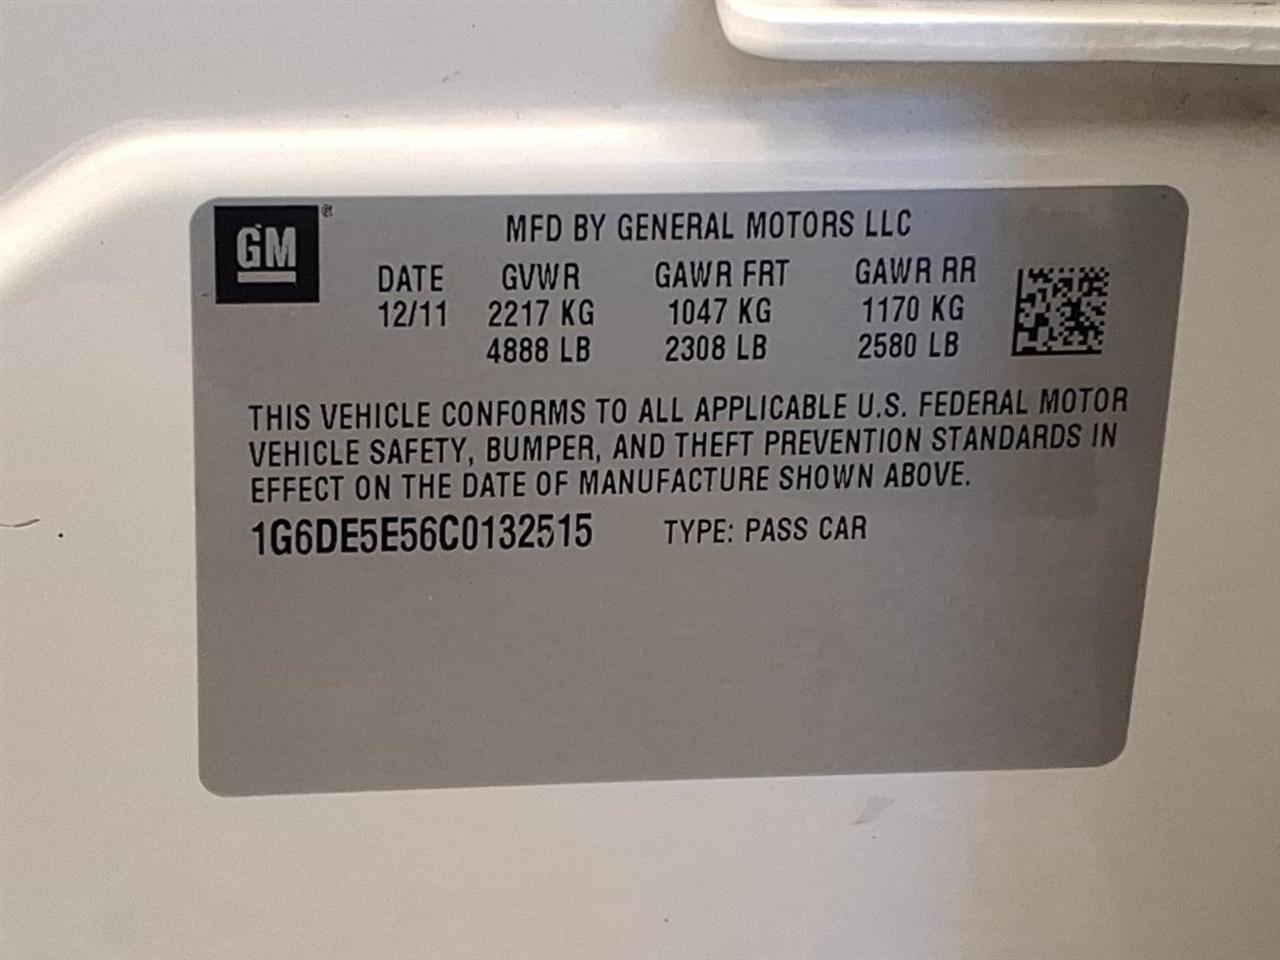 GM ®
MFD BY GENERAL MOTORS LLC
DATE GVWR GAWR FRT GAWR RR
12/11 2217 KG 1047 KG 1170 KG
4888 LB 2308 LB 2580 LB
THIS VEHICLE CONFORMS TO ALL APPLICABLE U.S. FEDERAL MOTOR
VEHICLE SAFETY, BUMPER, AND THEFT PREVENTION STANDARDS IN
EFFECT ON THE DATE OF MANUFACTURE SHOWN ABOVE.
1G6DE5E56C0132515 TYPE: PASS CAR